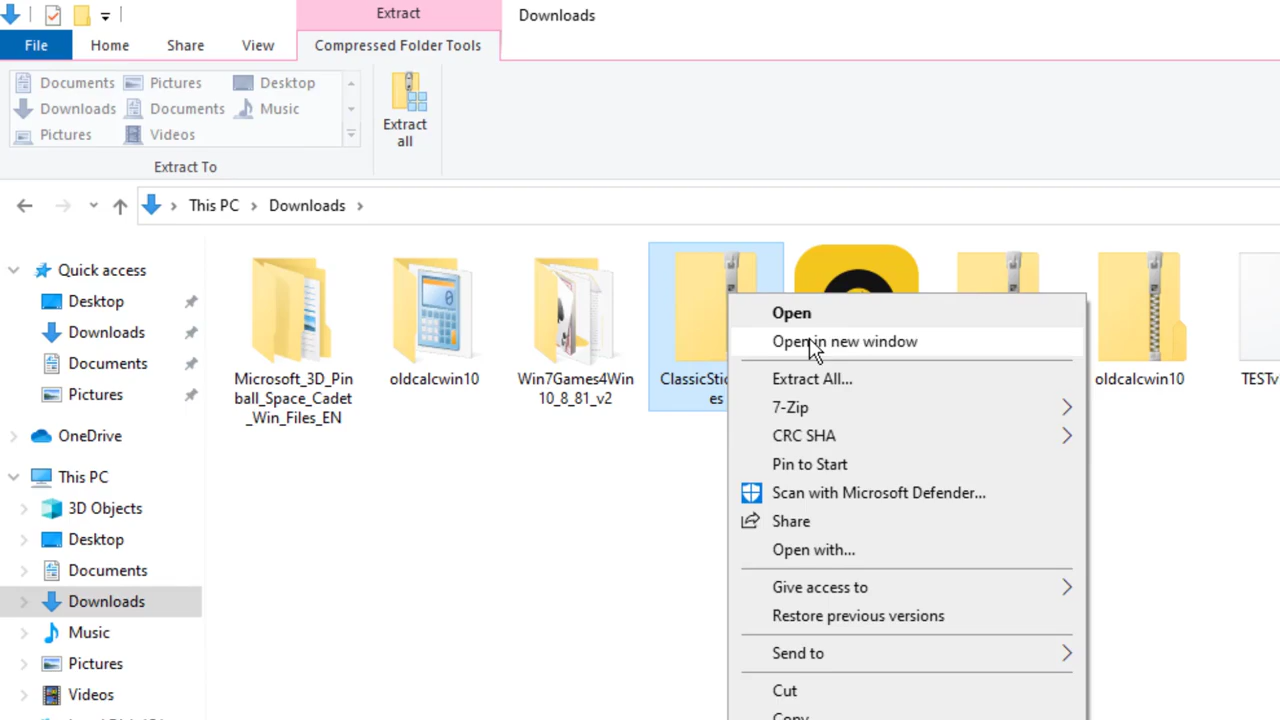 Extract
Downloads
File
Home
Share
View
Compressed Folder Tools
Documents
Pictures
Desktop
Downloads
Documents
Music
Pictures
Videos
Extract
all
Extract To
This PC
Downloads
Quick access
Desktop
Downloads
Documents
Pictures
OneDrive
This PC
3D Objects
Desktop
Documents
Downloads
Music
Pictures
Videos
Microsoft_3D_Pin
ball_Space_Cadet
_Win_Files_EN
oldcalcwin10
Win7Games4Win
10_8_81_v2
ClassicStic
es
oldcalcwin10
TESTv
Open
Open in new window
Extract All...
7-Zip
CRC SHA
Pin to Start
Scan with Microsoft Defender...
Share
Open with...
Give access to
Restore previous versions
Send to
Cut
Copy